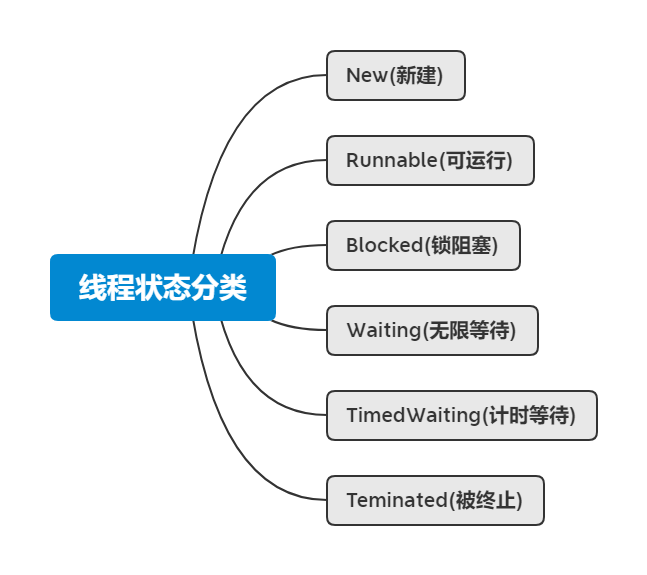 New(新建)
Runnable(可运行)
Blocked(锁阻塞)
线程状态分类
Waiting(无限等待)
TimedWaiting(计时等待)
Teminated(被终止)